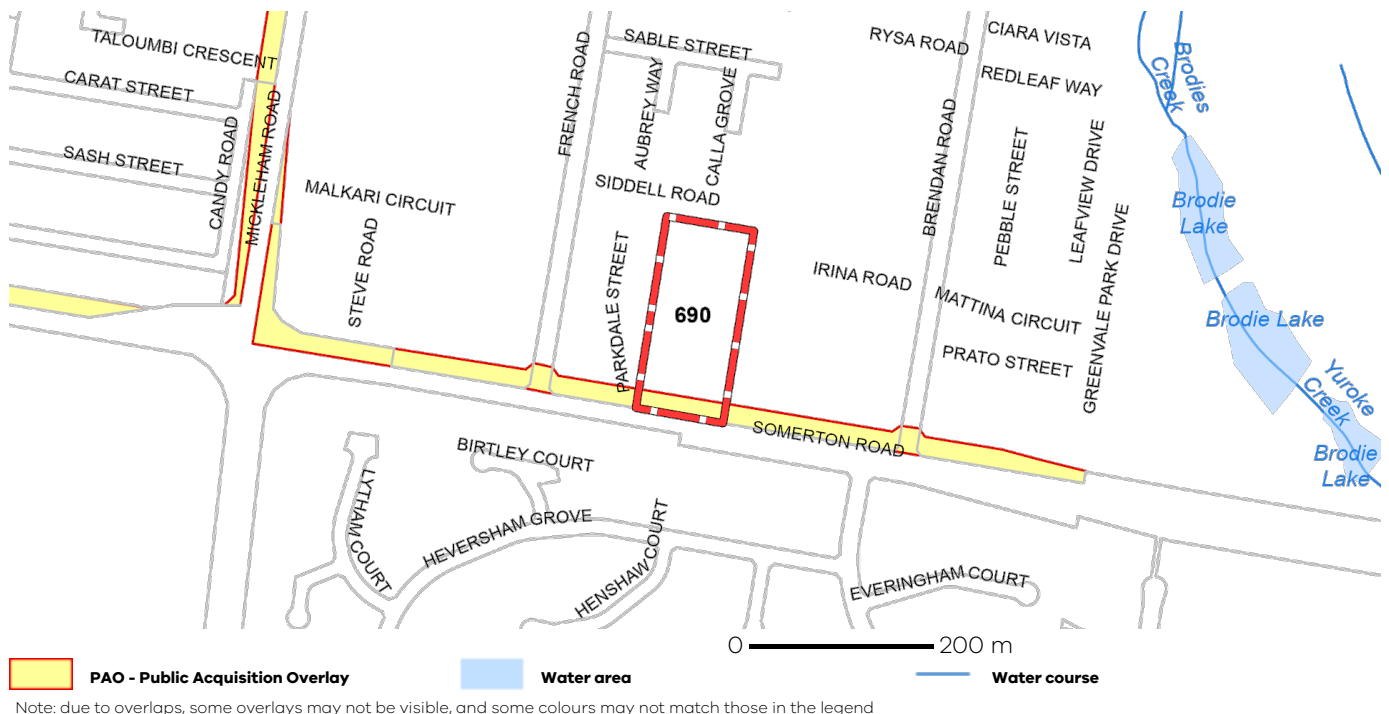 TALOUMBI CRESCENT
CARAT STREET
SASH STREET
CANDY ROAD
MICKLEHAM ROAD
MALKARI CIRCUIT
STEVE ROAD
FRENCH ROAD
SABLE STREET
AUBREY WAY
CALLA GROVE
SIDDELL ROAD
PARKDALE STREET
690
RYSA ROAD
CIARA VISTA
REDLEAF WAY
BRENDAN ROAD
PEBBLE STREET
LEAFVIEW DRIVE
GREENVALE PARK DRIVE
IRINA ROAD
MATTINA CIRCUIT
PRATO STREET
Brodies
Creek
Brodie
Lake
Brodie Lake
Yuroke
Creek
Brodie
Lake
SOMERTON ROAD
BIRTLEY COURT
LYTHAM COURT
HEVERSHAM GROVE
HENSHAW COURT
EVERINGHAM COURT
0 200 m
PAO - Public Acquisition Overlay
Water area
Water course
Note: due to overlaps, some overlays may not be visible, and some colours may not match those in the legend